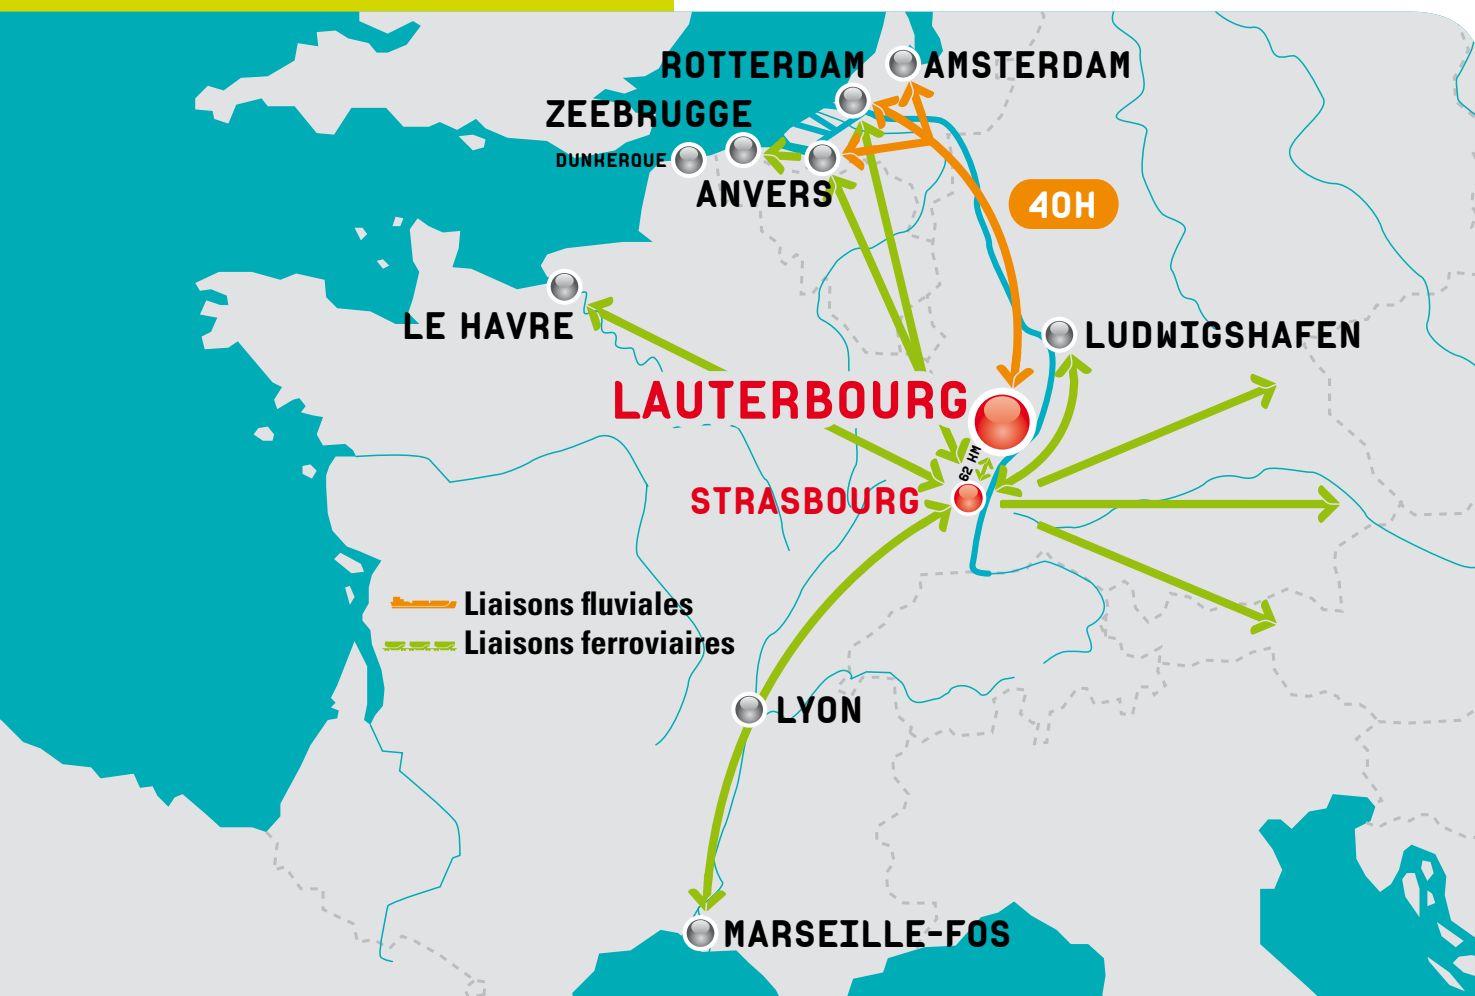 ROTTERDAM
AMSTERDAM
ZEEBRUGGE
DUNKERQUE
ANVERS
40H
LE HAVRE
LUDWIGSHAFEN
LAUTERBOURG
62 KM
STRASBOURG
Liaisons fluviales
Liaisons ferroviaires
LYON
MARSEILLE-FOS